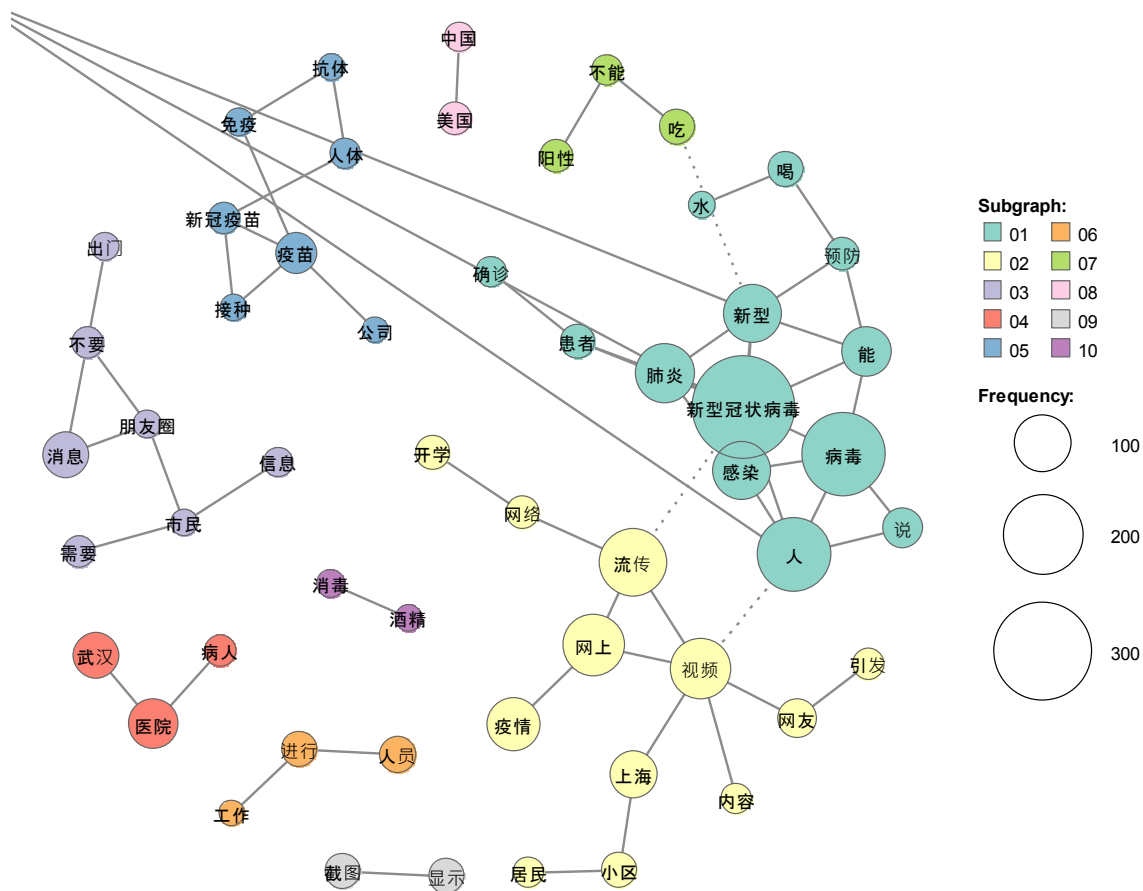 中国
抗体
不能
美国
免疫
吃
人体
阳性
喝
水
新冠疫苗
出门
疫苗
预防
确诊
接种
新型
公司
不要
患者
能
肺炎
新型冠状病毒
朋友圈
消息
开学
病毒
信息
感染
网络
市民
说
需要
人
流传
消毒
酒精
网上
病人
武汉
视频
引发
医院
疫情
网友
进行
人员
上海
内容
工作
截图
显示
居民
小区
Subgraph:
01 06
02 07
03 08
04 09
05 10
Frequency:
100
200
300